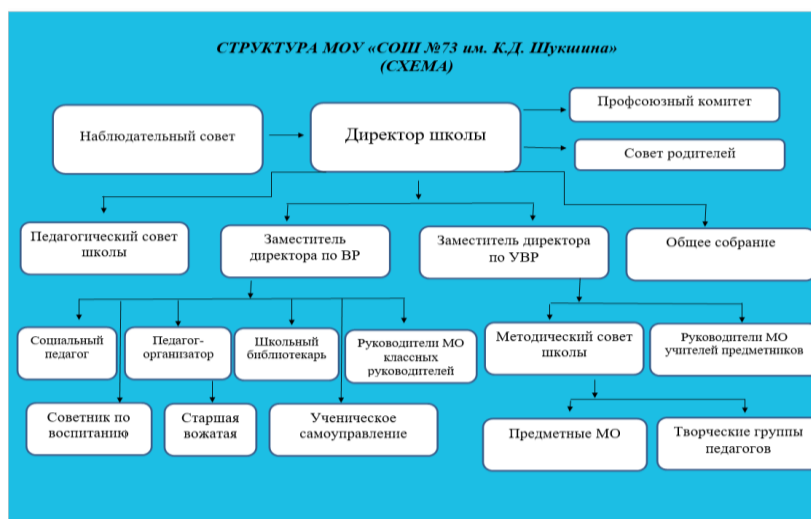 СТРУКТУРА МОУ «СОШ №73 им. К.Д. Шукшина»
(СХЕМА)
Наблюдательный совет
Директор школы
Профсоюзный комитет
Совет родителей
Педагогический совет
школы
Заместитель
директора по ВР
Заместитель директора
по УВР
Общее собрание
Социальный
педагог
Педагог-
организатор
Школьный
библиотекарь
Руководители МО
классных
руководителей
Методический совет
школы
Руководители МО
учителей предметников
Советник по
воспитанию
Старшая
вожатая
Ученическое
самоуправление
Предметные МО
Творческие группы
педагогов